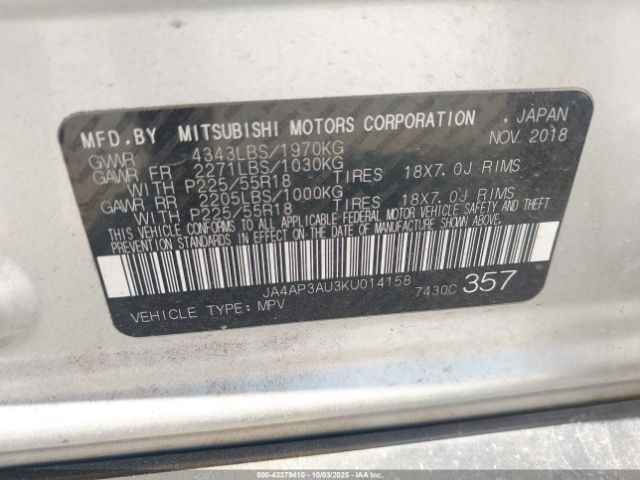 MFD.BY MITSUBISHI MOTORS CORPORATION , JAPAN
GVWR 4343LBS/1970KG NOV 2018
GAWR FR 2271LBS/1030KG
WITH P225/55R18 TIRES 18X7.0J RIMS
GAWR RR 2205LBS/1000KG
WITH P225/55R18 TIRES 18X7.0J RIMS
THIS VEHICLE CONFORMS TO ALL APPLICABLE FEDERAL MOTOR VEHICLE SAFETY AND THEFT
PREVENTION STANDARDS IN EFFECT ON THE DATE OF MANUFACTURE SHOWN ABOVE.
JA4AP3AU3KU014158
VEHICLE TYPE: MPV 7430C 357
000-43379410 - 10/03/2025 - IAAI.COM